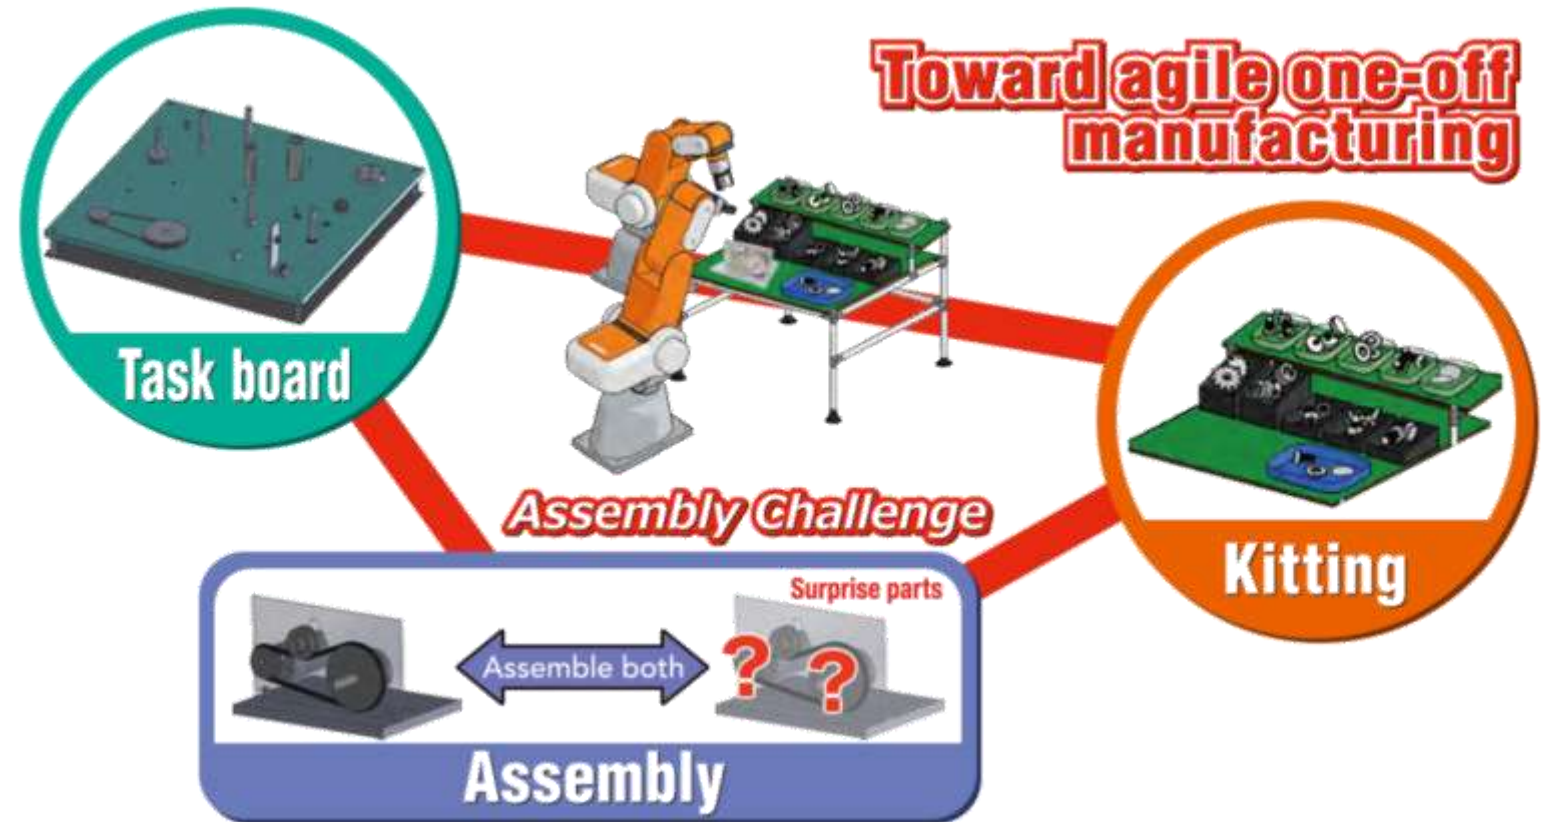 Toward agile one-off
manufacturing
Task board
Assembly Challenge
Kitting
Surprise parts
? Assemble both ?
Assembly